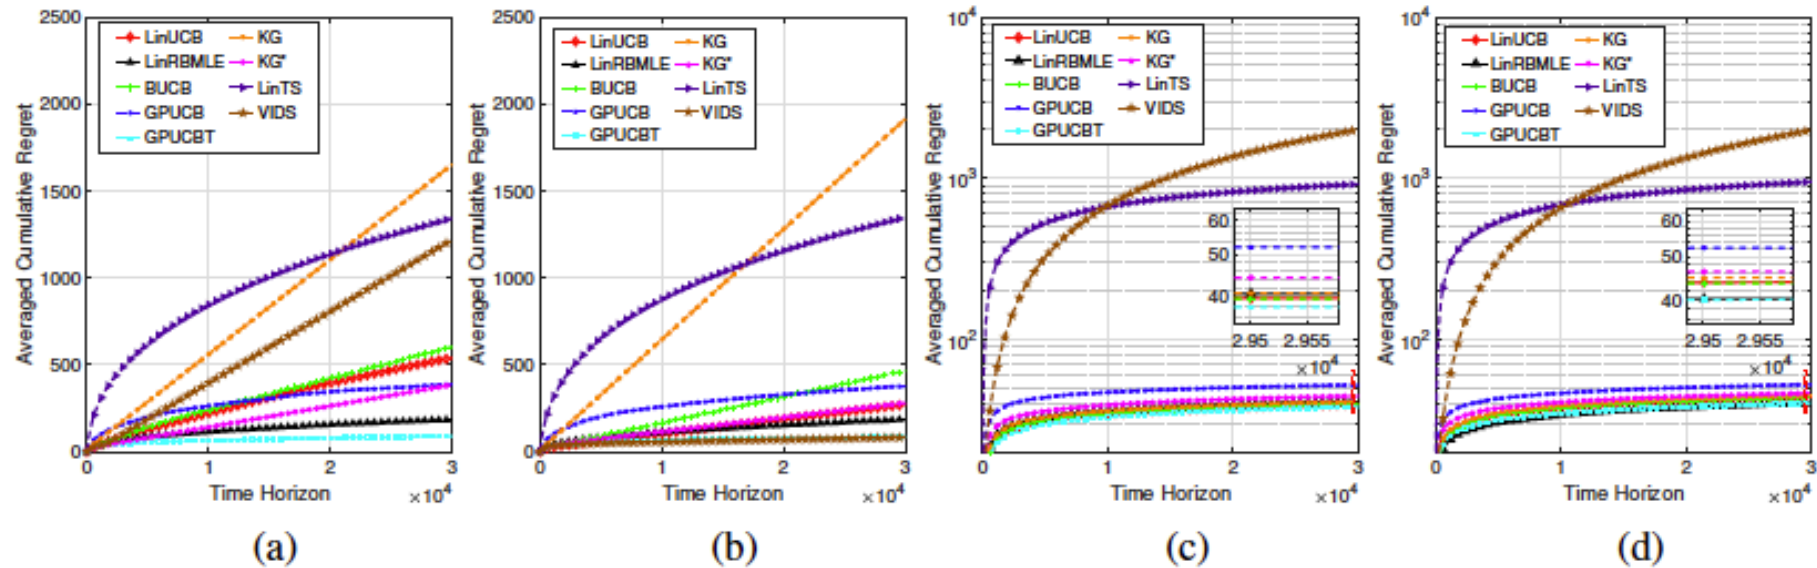 2500
2000
1500
1000
500
0
Averaged Cumulative Regret
LinUCB KG
LinRBMLE KG*
BUCB LinTS
GPUCB VIDS
GPUCBT
0 1 2 3
Time Horizon ×10⁴
(a)
2500
2000
1500
1000
500
0
Averaged Cumulative Regret
LinUCB KG
LinRBMLE KG*
BUCB LinTS
GPUCB VIDS
GPUCBT
0 1 2 3
Time Horizon ×10⁴
(b)
10⁴
10³
10²
Averaged Cumulative Regret
LinUCB KG
LinRBMLE KG*
BUCB LinTS
GPUCB VIDS
GPUCBT
60
50
40
2.95 2.955
×10⁴
0 1 2 3
Time Horizon ×10⁴
(c)
10⁴
10³
10²
Averaged Cumulative Regret
LinUCB KG
LinRBMLE KG*
BUCB LinTS
GPUCB VIDS
GPUCBT
60
50
40
2.95 2.955
×10⁴
0 1 2 3
Time Horizon ×10⁴
(d)